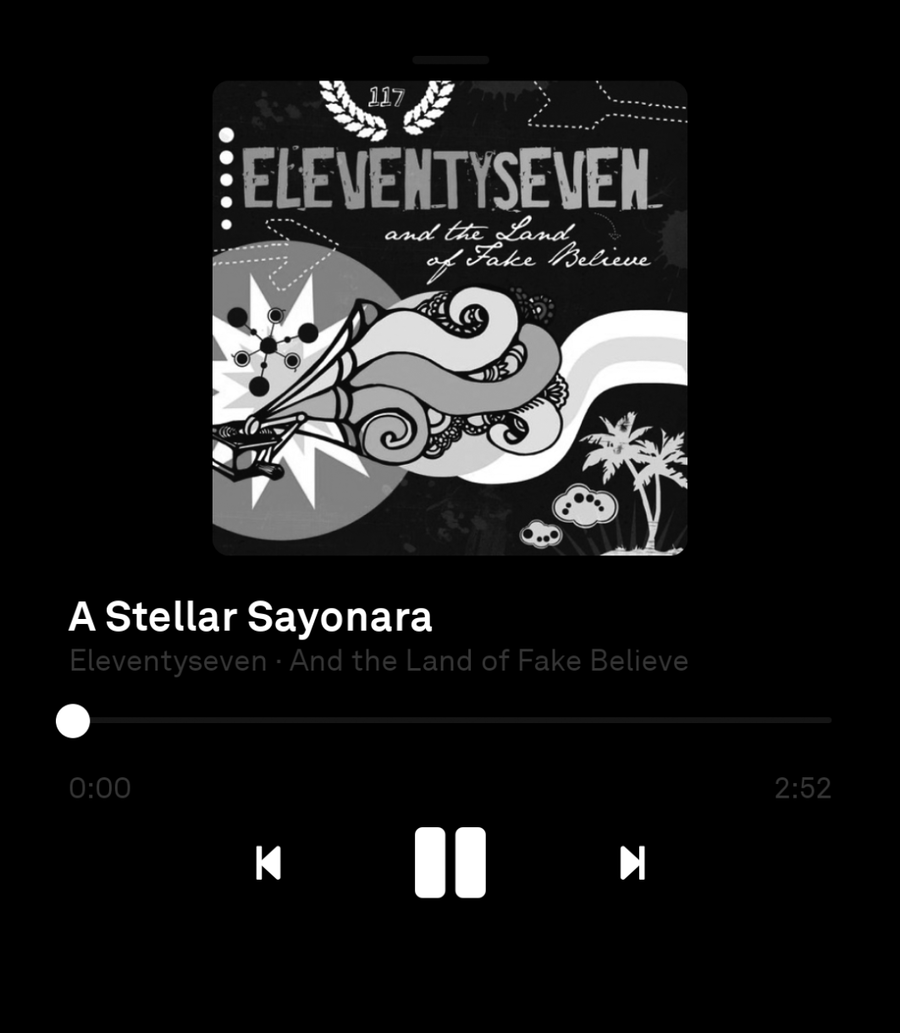 117
ELEVENTYSEVEN
and the Land
of Fake Believe
A Stellar Sayonara
Eleventyseven · And the Land of Fake Believe
0:00
2:52